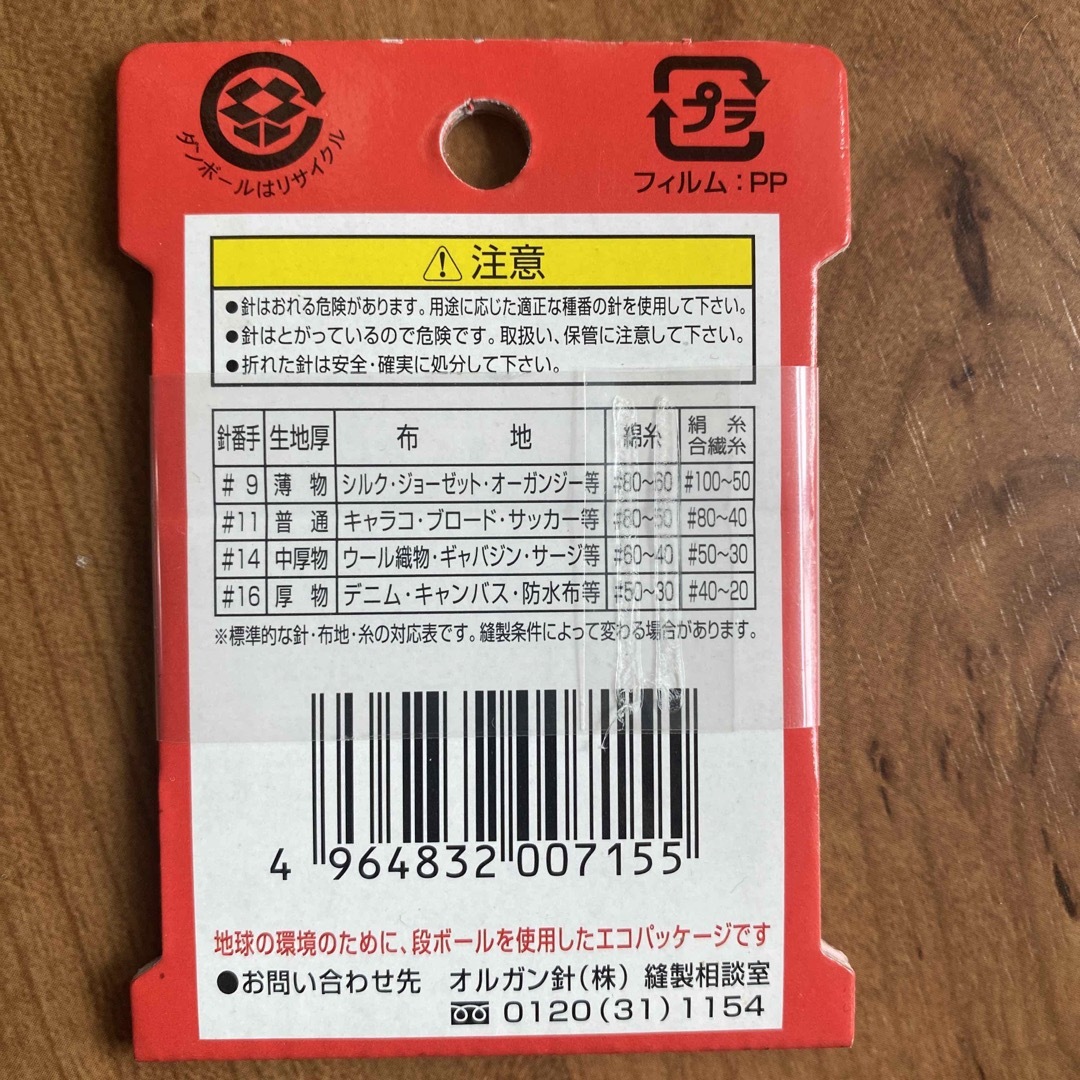 ダンボールはリサイクル
プラ
フィルム：PP
注意
●針はおれる危険があります。用途に応じた適正な種番の針を使用して下さい。
●針はとがっているので危険です。取扱い、保管に注意して下さい。
●折れた針は安全・確実に処分して下さい。
針番手 生地厚 布地 綿糸 絹糸 合繊糸
#9 薄物 シルク・ジョーゼット・オーガンジー等 #80~60 #100~50
#11 普通 キャラコ・ブロード・サッカー等 #80~50 #80~40
#14 中厚物 ウール織物・ギャバジン・サージ等 #60~40 #50~30
#16 厚物 デニム・キャンバス・防水布等 #50~30 #40~20
※標準的な針・布地・糸の対応表です。縫製条件によって変わる場合があります。
4 964832 007155
地球の環境のために、段ボールを使用したエコパッケージです
●お問い合わせ先 オルガン針(株) 縫製相談室
0120(31)1154